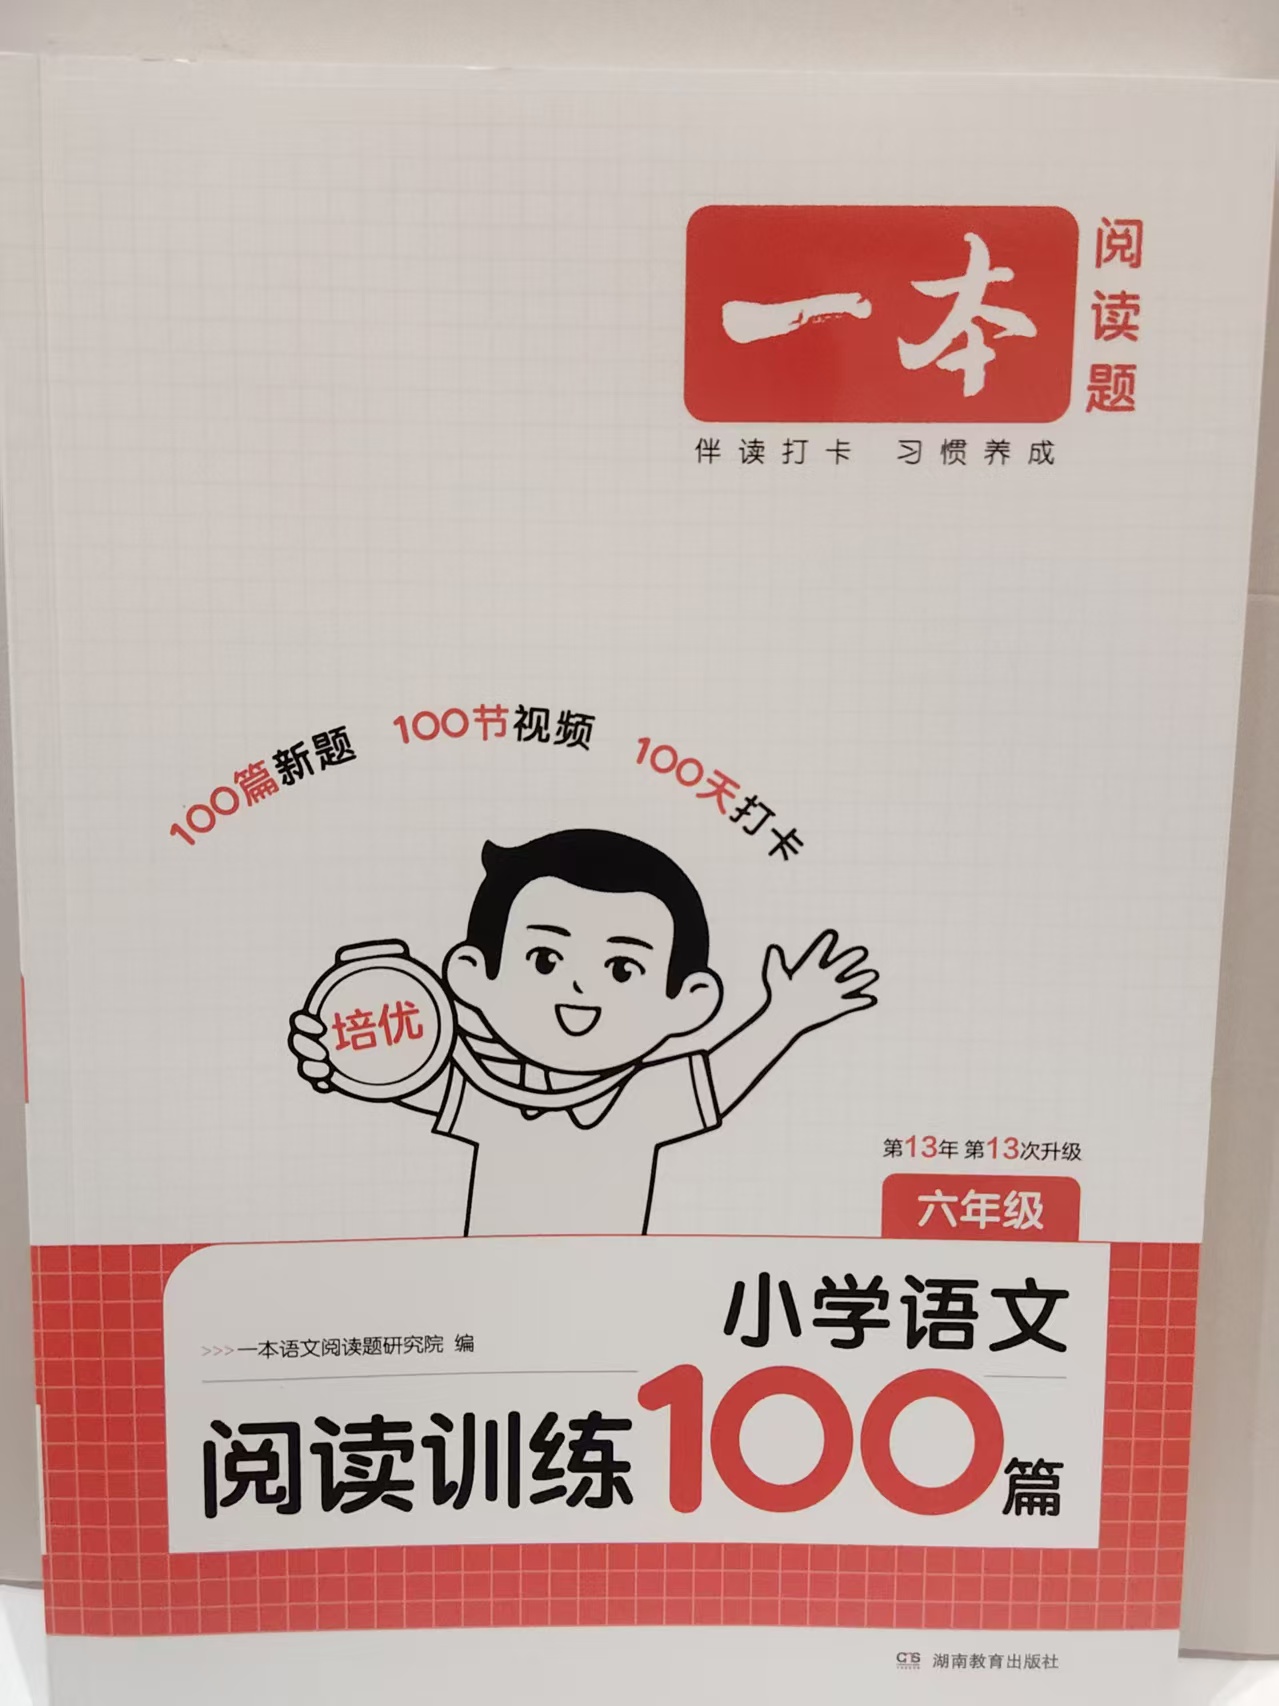 一本
阅读题
伴读打卡 习惯养成
100篇新题 100节视频 100天打卡
培优
第13年 第13次升级
六年级
小学语文
>>>一本语文阅读题研究院 编
阅读训练100篇
湖南教育出版社